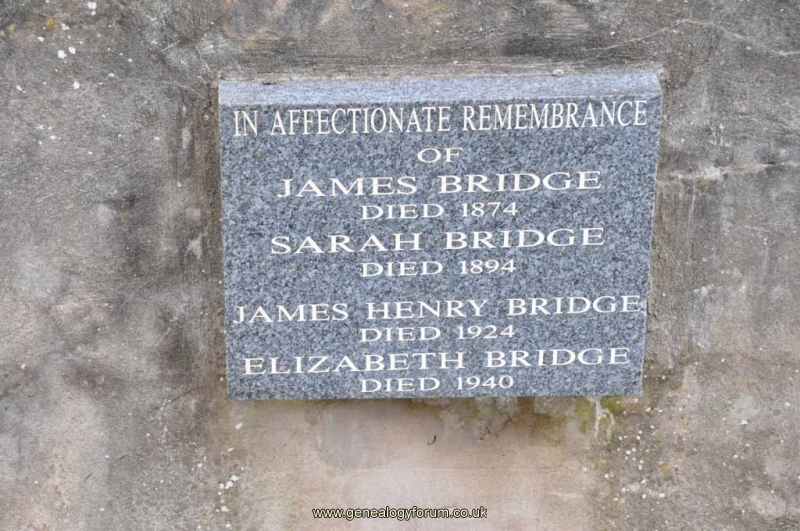 IN AFFECTIONATE REMEMBRANCE
OF
JAMES BRIDGE
DIED 1874
SARAH BRIDGE
DIED 1894
JAMES HENRY BRIDGE
DIED 1924
ELIZABETH BRIDGE
DIED 1940
www.genealogyforum.co.uk